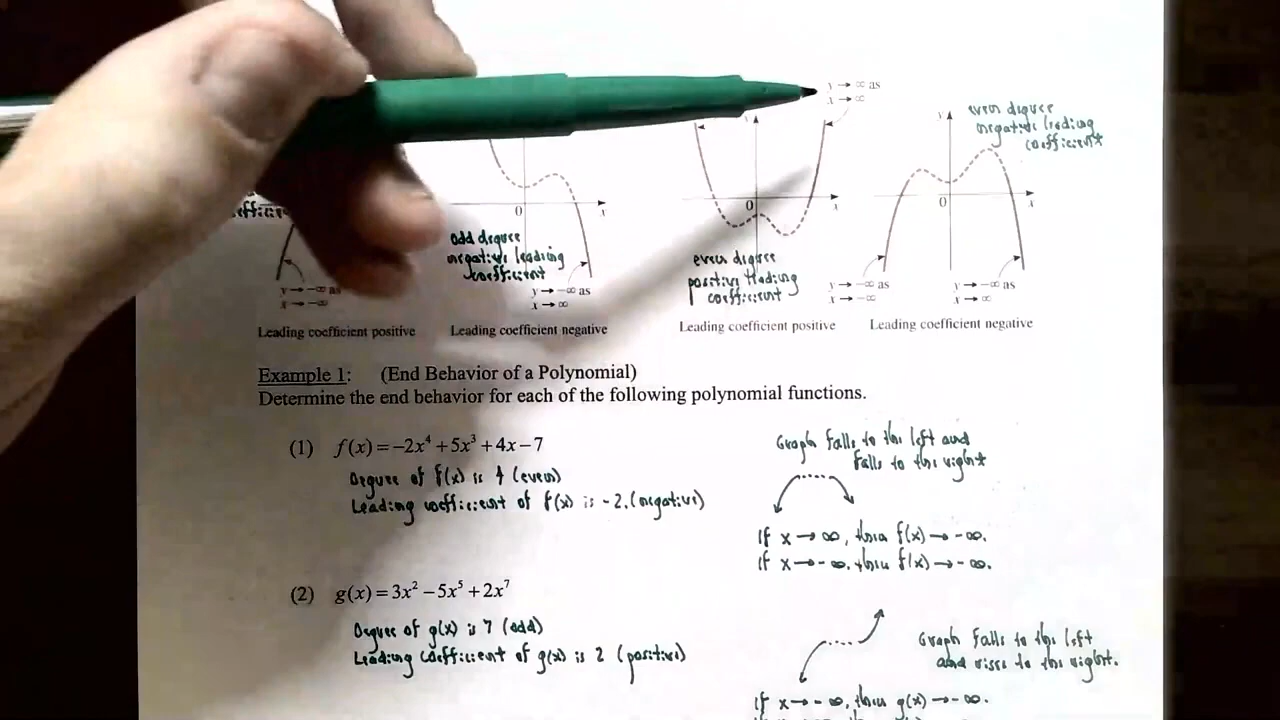 y → ∞ as
x → ∞
even degree
negative leading
coefficient
y
y
0
x
0
x
0
x
odd degree
negative leading
coefficient
even degree
positive leading
coefficient
y → −∞ as
x → −∞
y → −∞ as
x → ∞
y → −∞ as
x → −∞
y → −∞ as
x → ∞
Leading coefficient positive
Leading coefficient negative
Leading coefficient positive
Leading coefficient negative
Example 1: (End Behavior of a Polynomial)
Determine the end behavior for each of the following polynomial functions.
(1) f(x) = −2x⁴ + 5x³ + 4x − 7
Degree of f(x) is 4 (even)
Leading coefficient of f(x) is -2. (negative)
Graph falls to the left and
falls to the right
If x → ∞, then f(x) → -∞.
If x → -∞, then f(x) → -∞.
(2) g(x) = 3x² − 5x⁵ + 2x⁷
Degree of g(x) is 7 (odd)
Leading coefficient of g(x) is 2 (positive)
Graph falls to the left
and rises to the right.
If x → -∞, then g(x) → -∞.